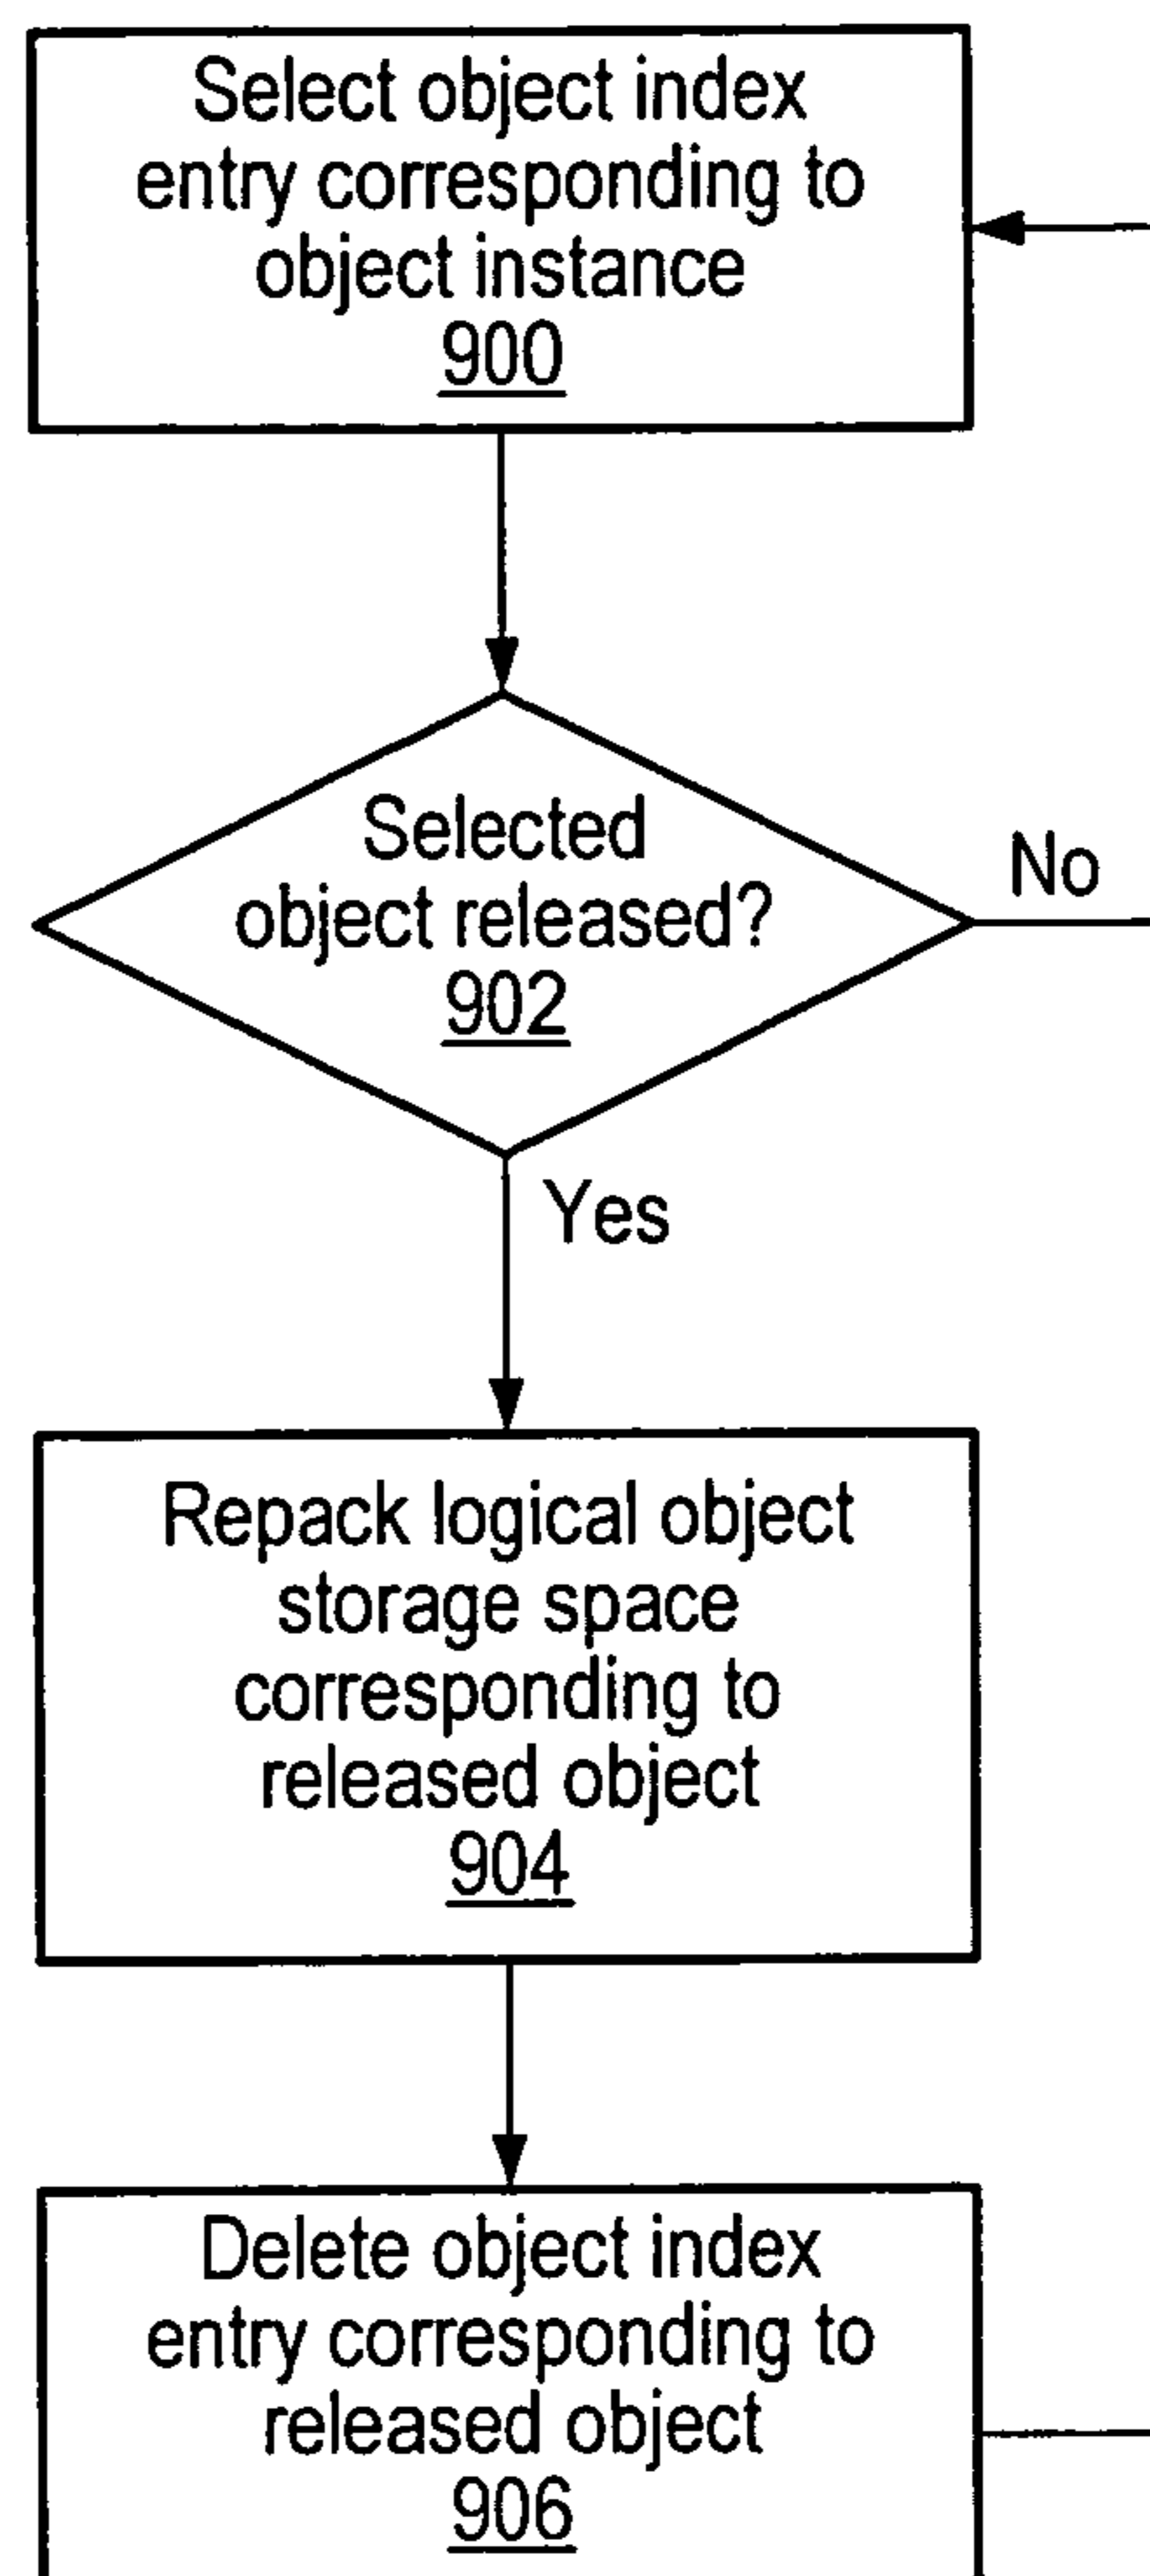 Select object index
entry corresponding to
object instance
900
Selected
object released?
902
No
Yes
Repack logical object
storage space
corresponding to
released object
904
Delete object index
entry corresponding to
released object
906